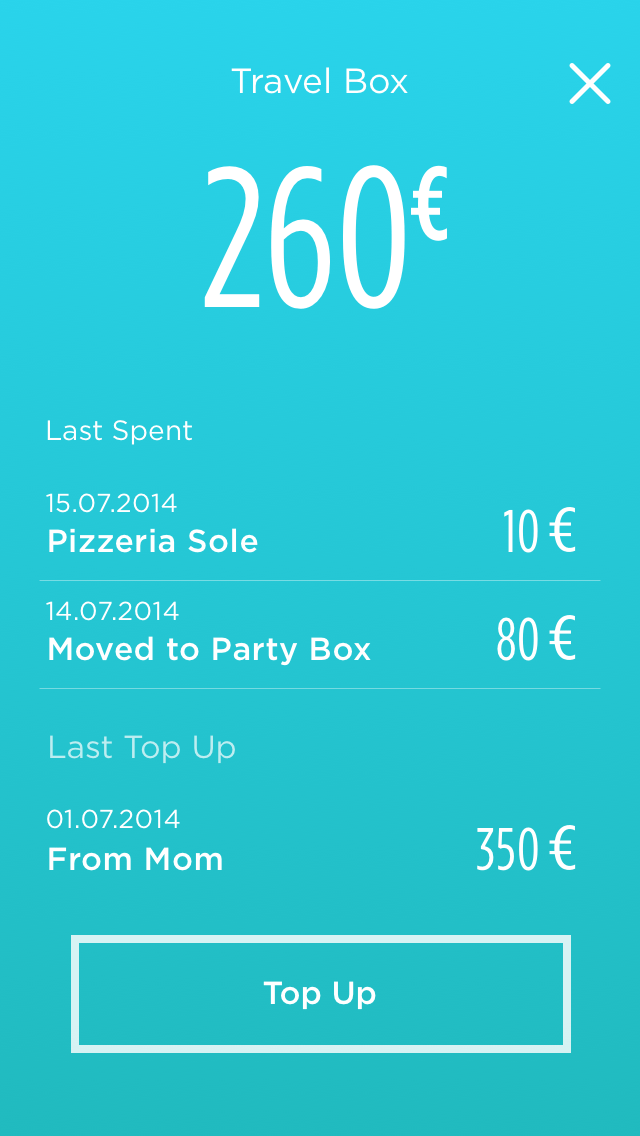 Travel Box
260€
Last Spent
15.07.2014
Pizzeria Sole 10 €
14.07.2014
Moved to Party Box 80 €
Last Top Up
01.07.2014
From Mom 350 €
Top Up